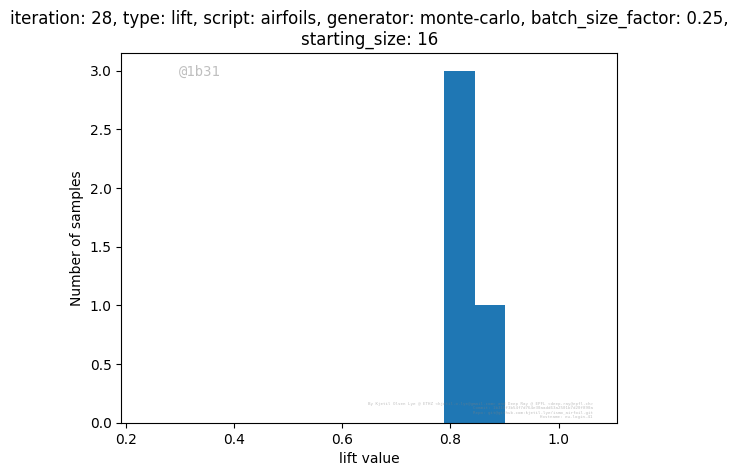 iteration: 28, type: lift, script: airfoils, generator: monte-carlo, batch_size_factor: 0.25,
starting_size: 16
@1b31
3.0
2.5
2.0
1.5
1.0
0.5
0.0
Number of samples
0.2 0.4 0.6 0.8 1.0
lift value